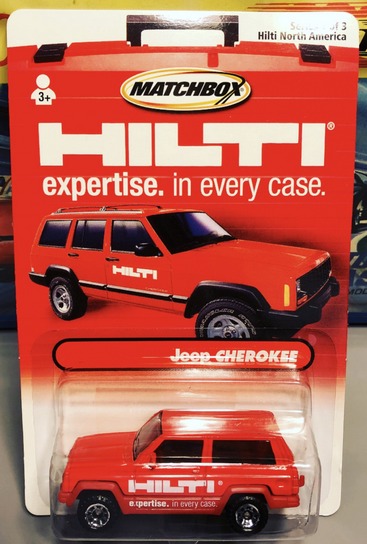 3+
Hilti North America
MATCHBOX
HILTI®
expertise. in every case.
HILTI
Jeep CHEROKEE
HILTI
expertise. in every case.